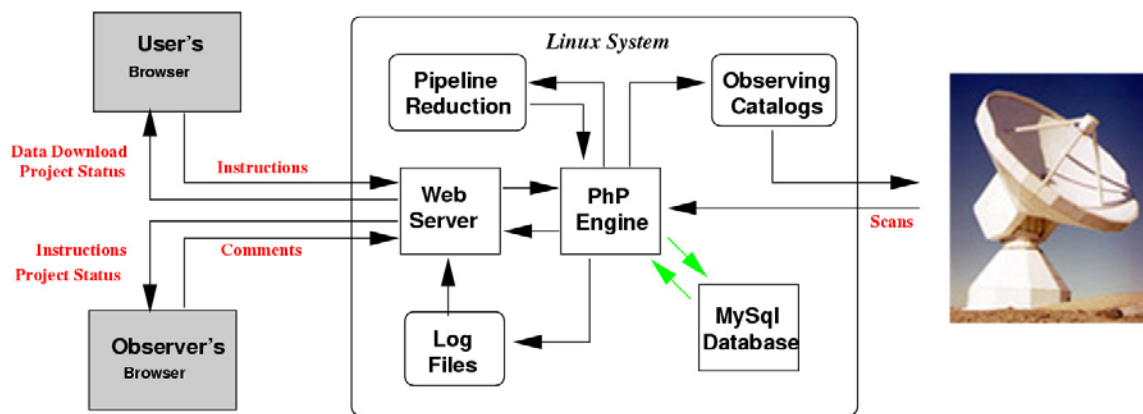 User's
Browser
Linux System
Pipeline
Reduction
Observing
Catalogs
Data Download
Project Status
Instructions
Web
Server
PhP
Engine
Scans
Instructions
Project Status
Comments
Log
Files
MySql
Database
Observer's
Browser